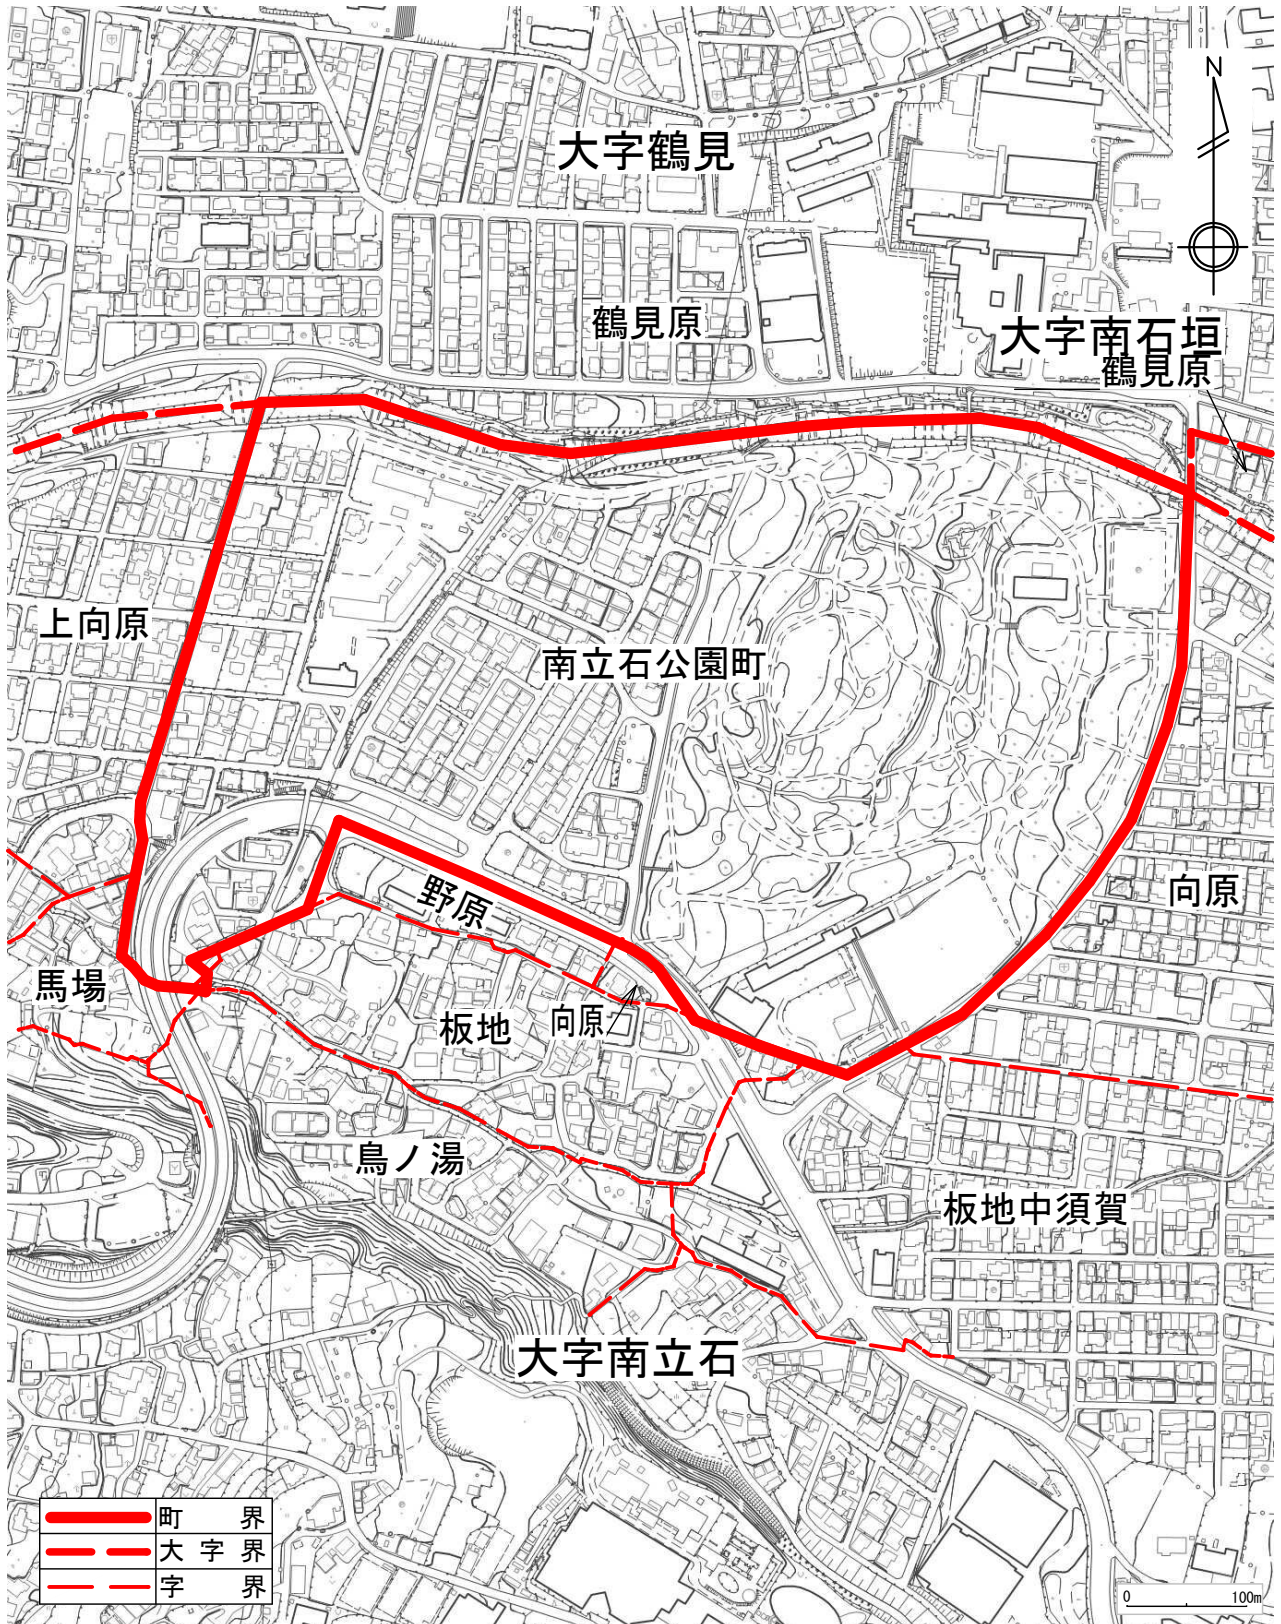 N
大字鶴見
鶴見原
大字南石垣
鶴見原
上向原
南立石公園町
野原
向原
馬場
板地
向原
鳥ノ湯
板地中須賀
大字南立石
町界
大字界
字界
0 100m